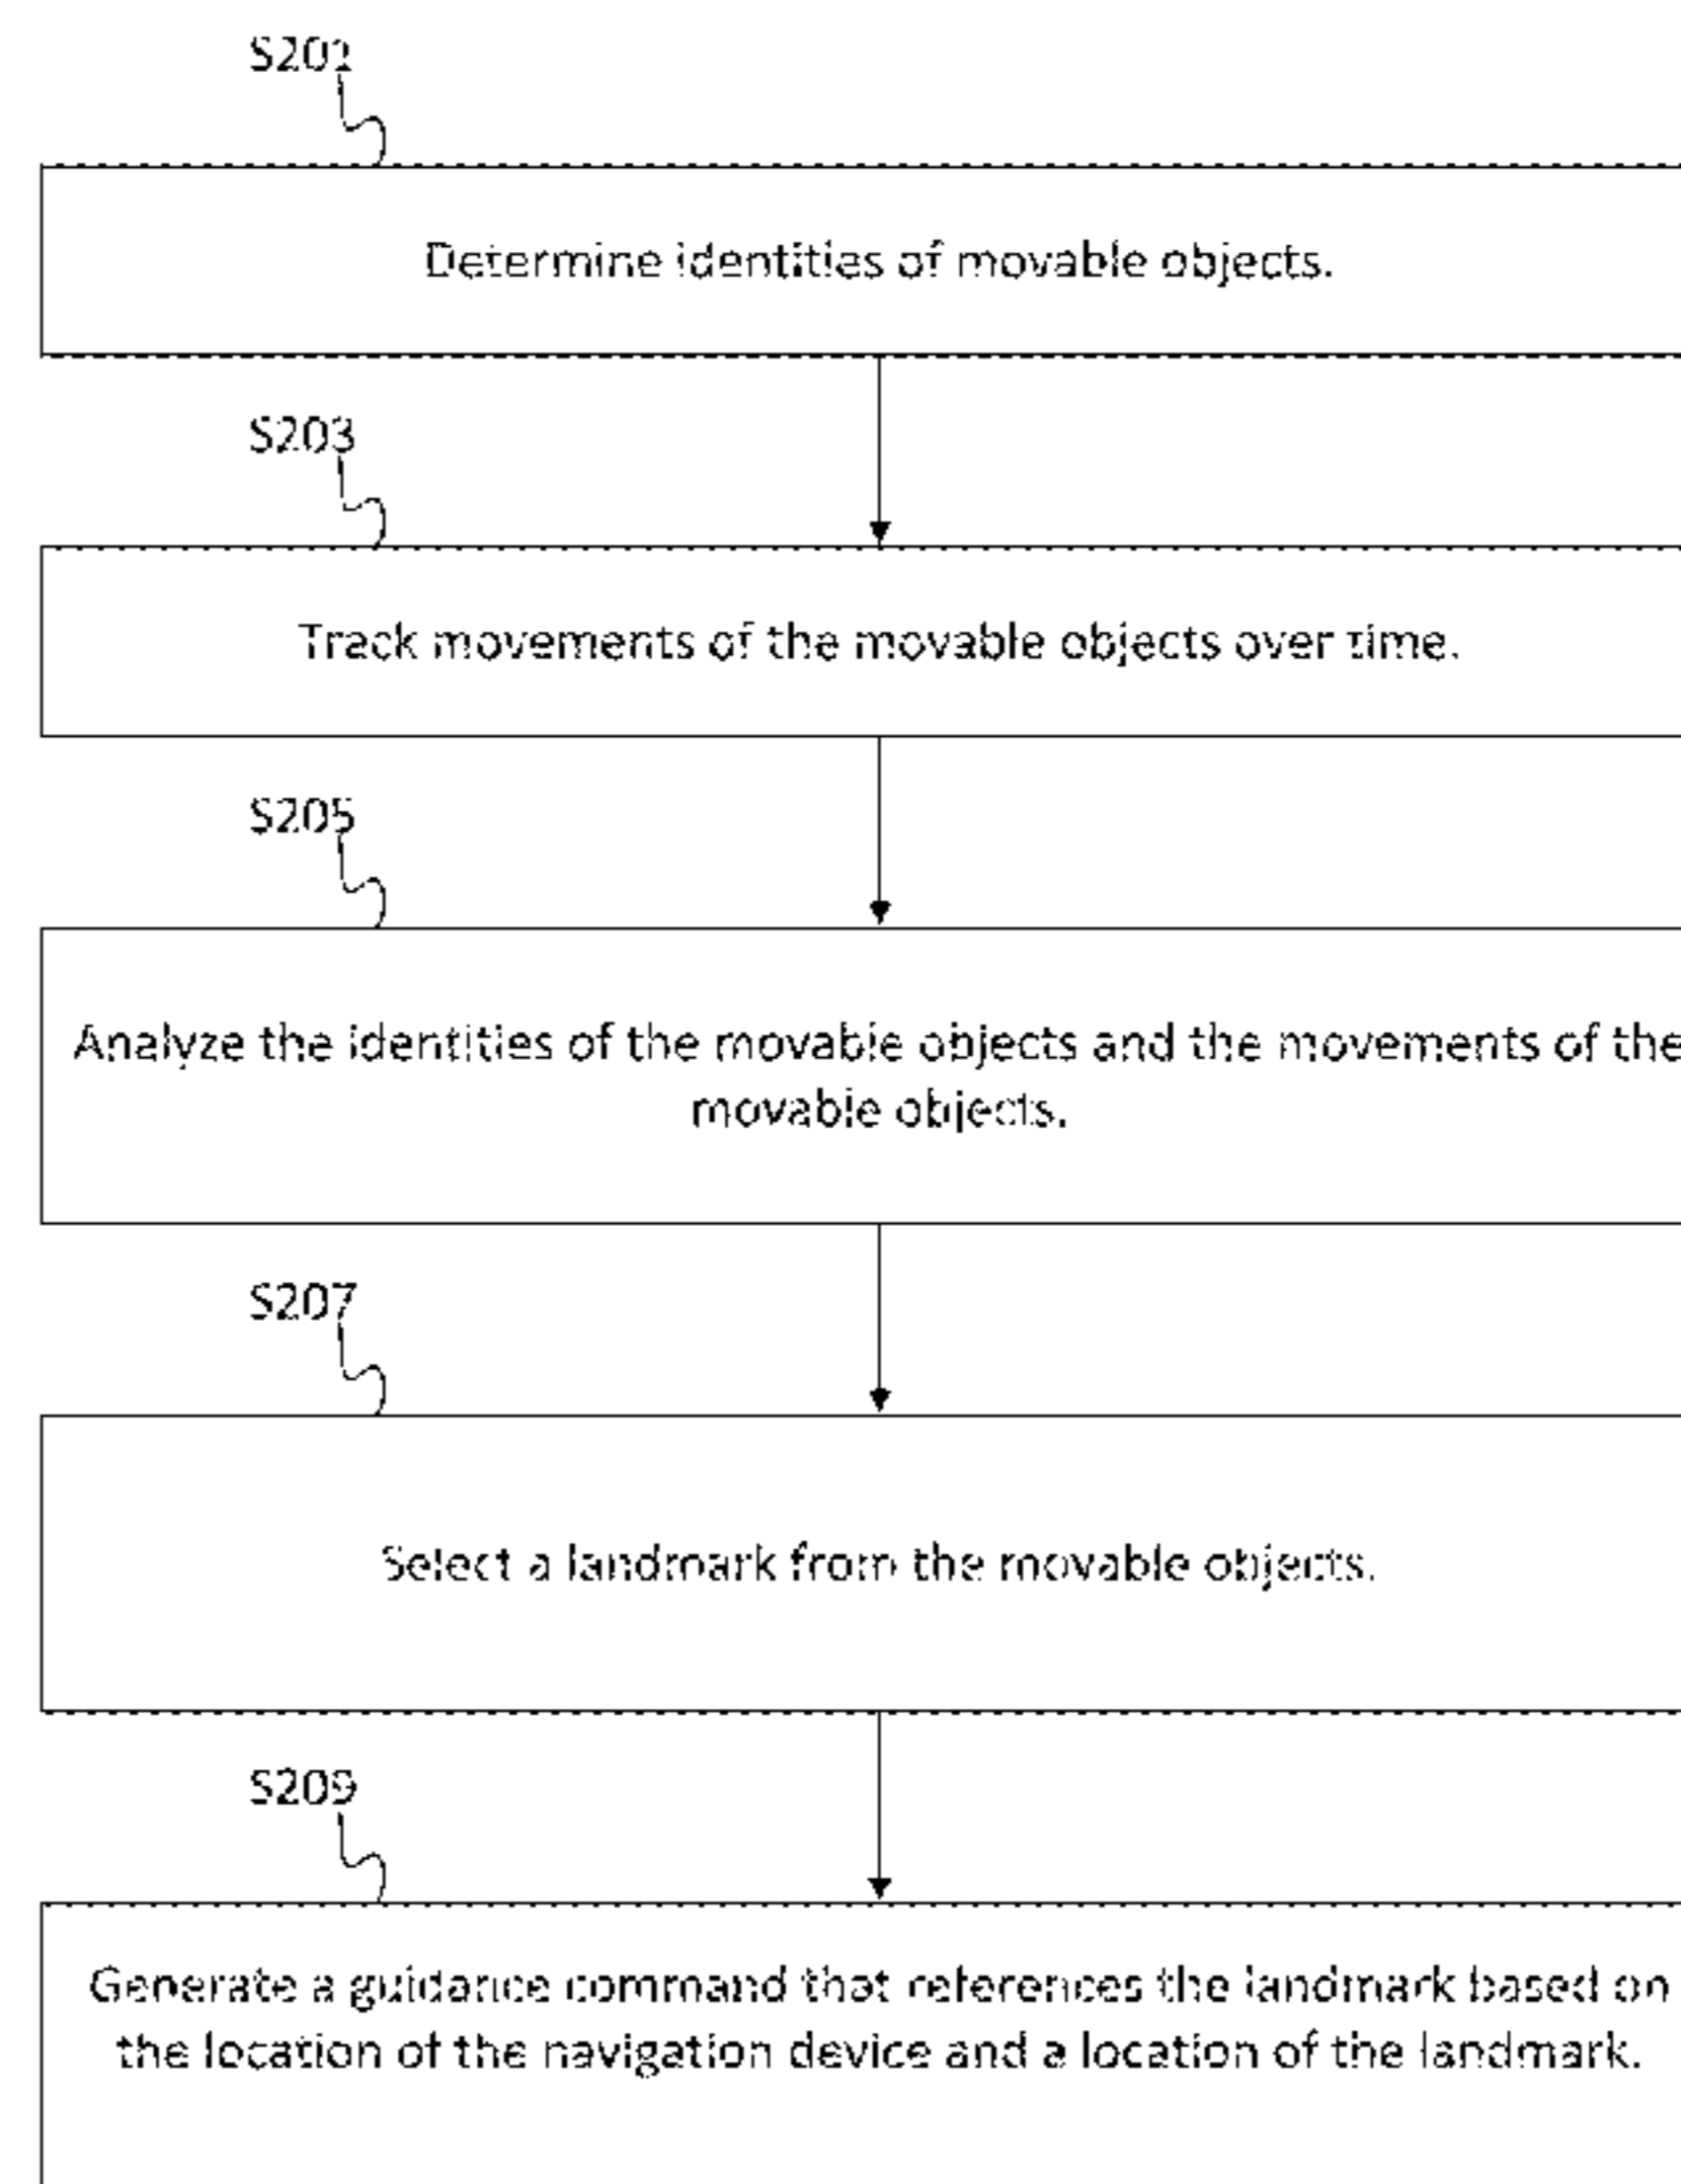 S201
Determine identities of movable objects.
S203
Track movements of the movable objects over time.
S205
Analyze the identities of the movable objects and the movements of the
movable objects.
S207
Select a landmark from the movable objects.
S209
Generate a guidance command that references the landmark based on
the location of the navigation device and a location of the landmark.